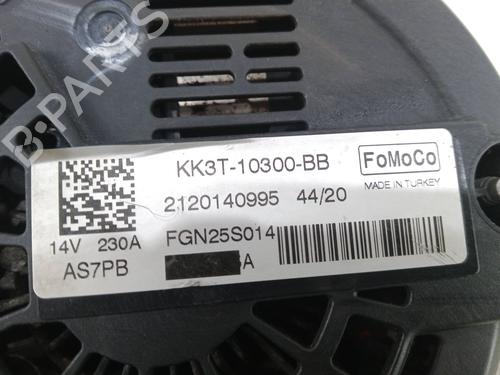 B-PARTS
KK3T-10300-BB
FoMoCo
MADE IN TURKEY
2120140995 44/20
14V 230A FGN25S014
AS7PB A